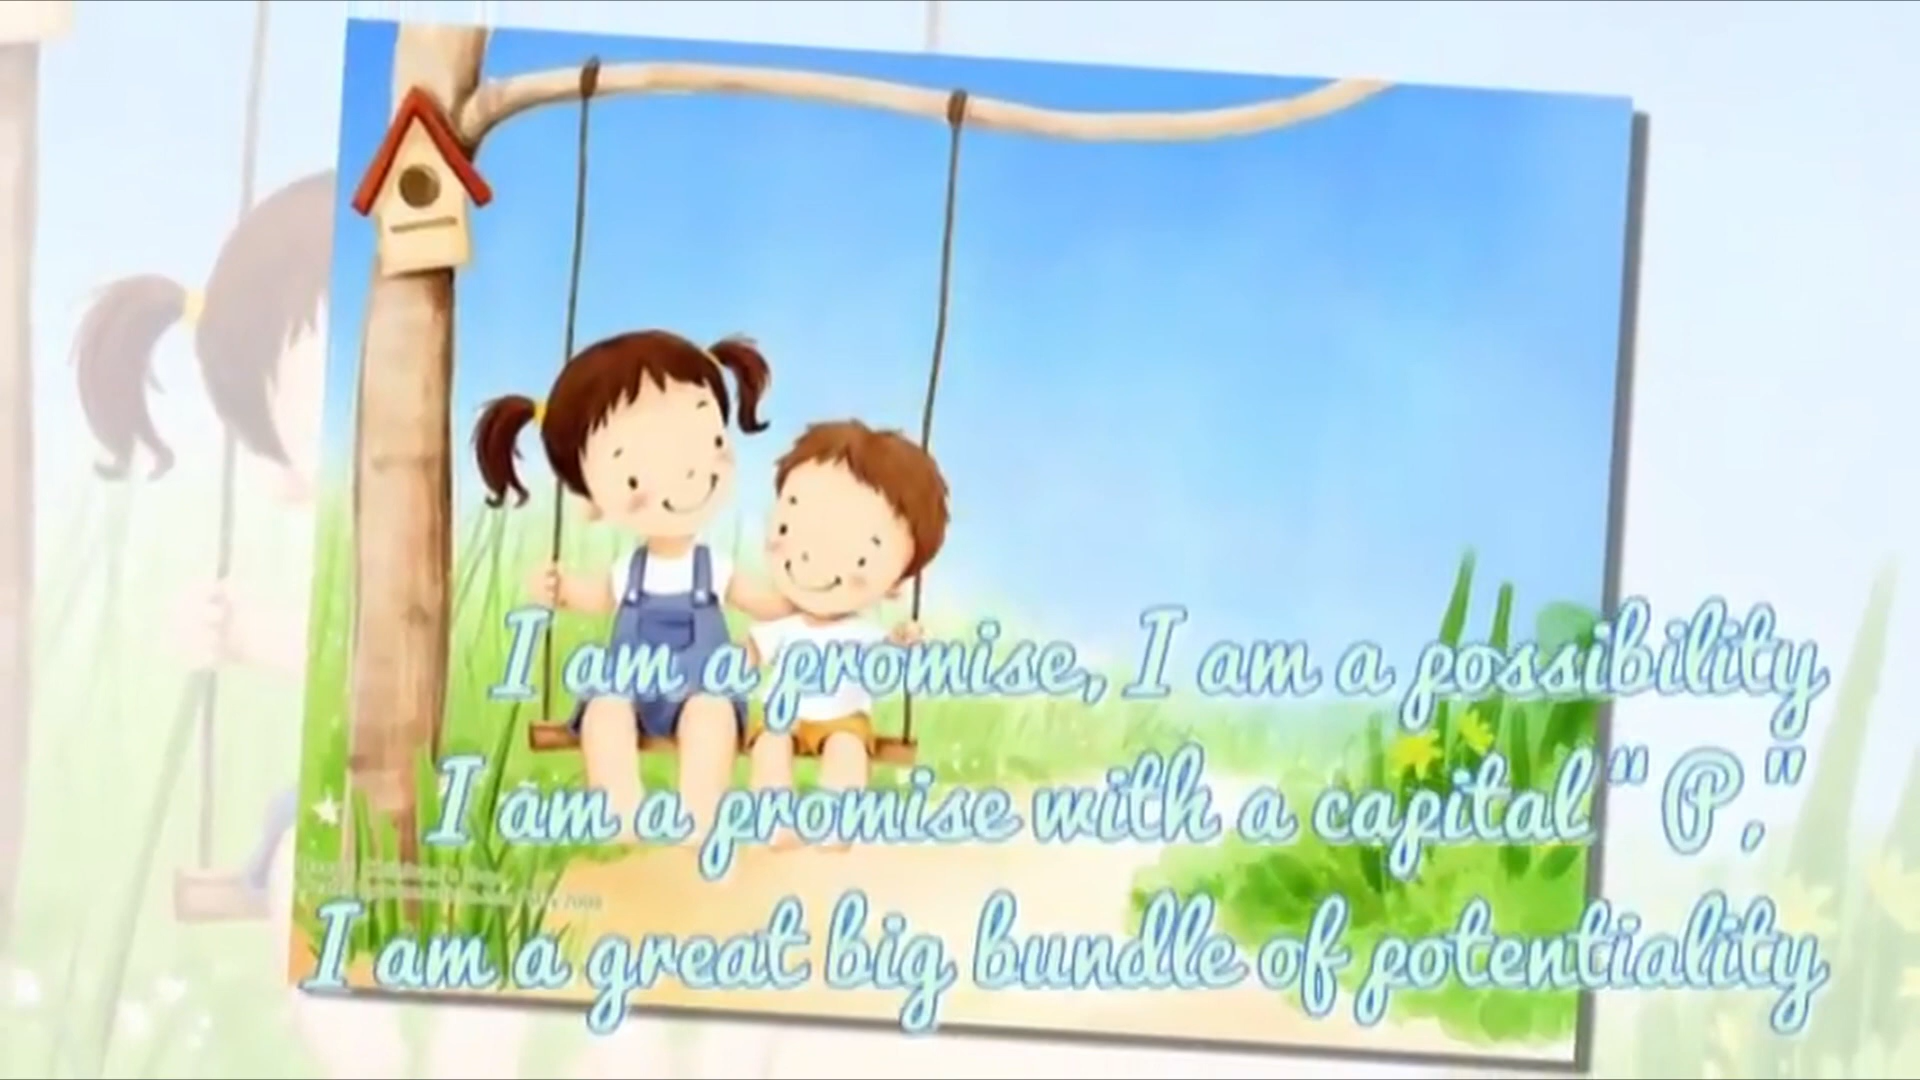 I am a promise, I am a possibility
I am a promise with a capital "P,"
I am a great big bundle of potentiality